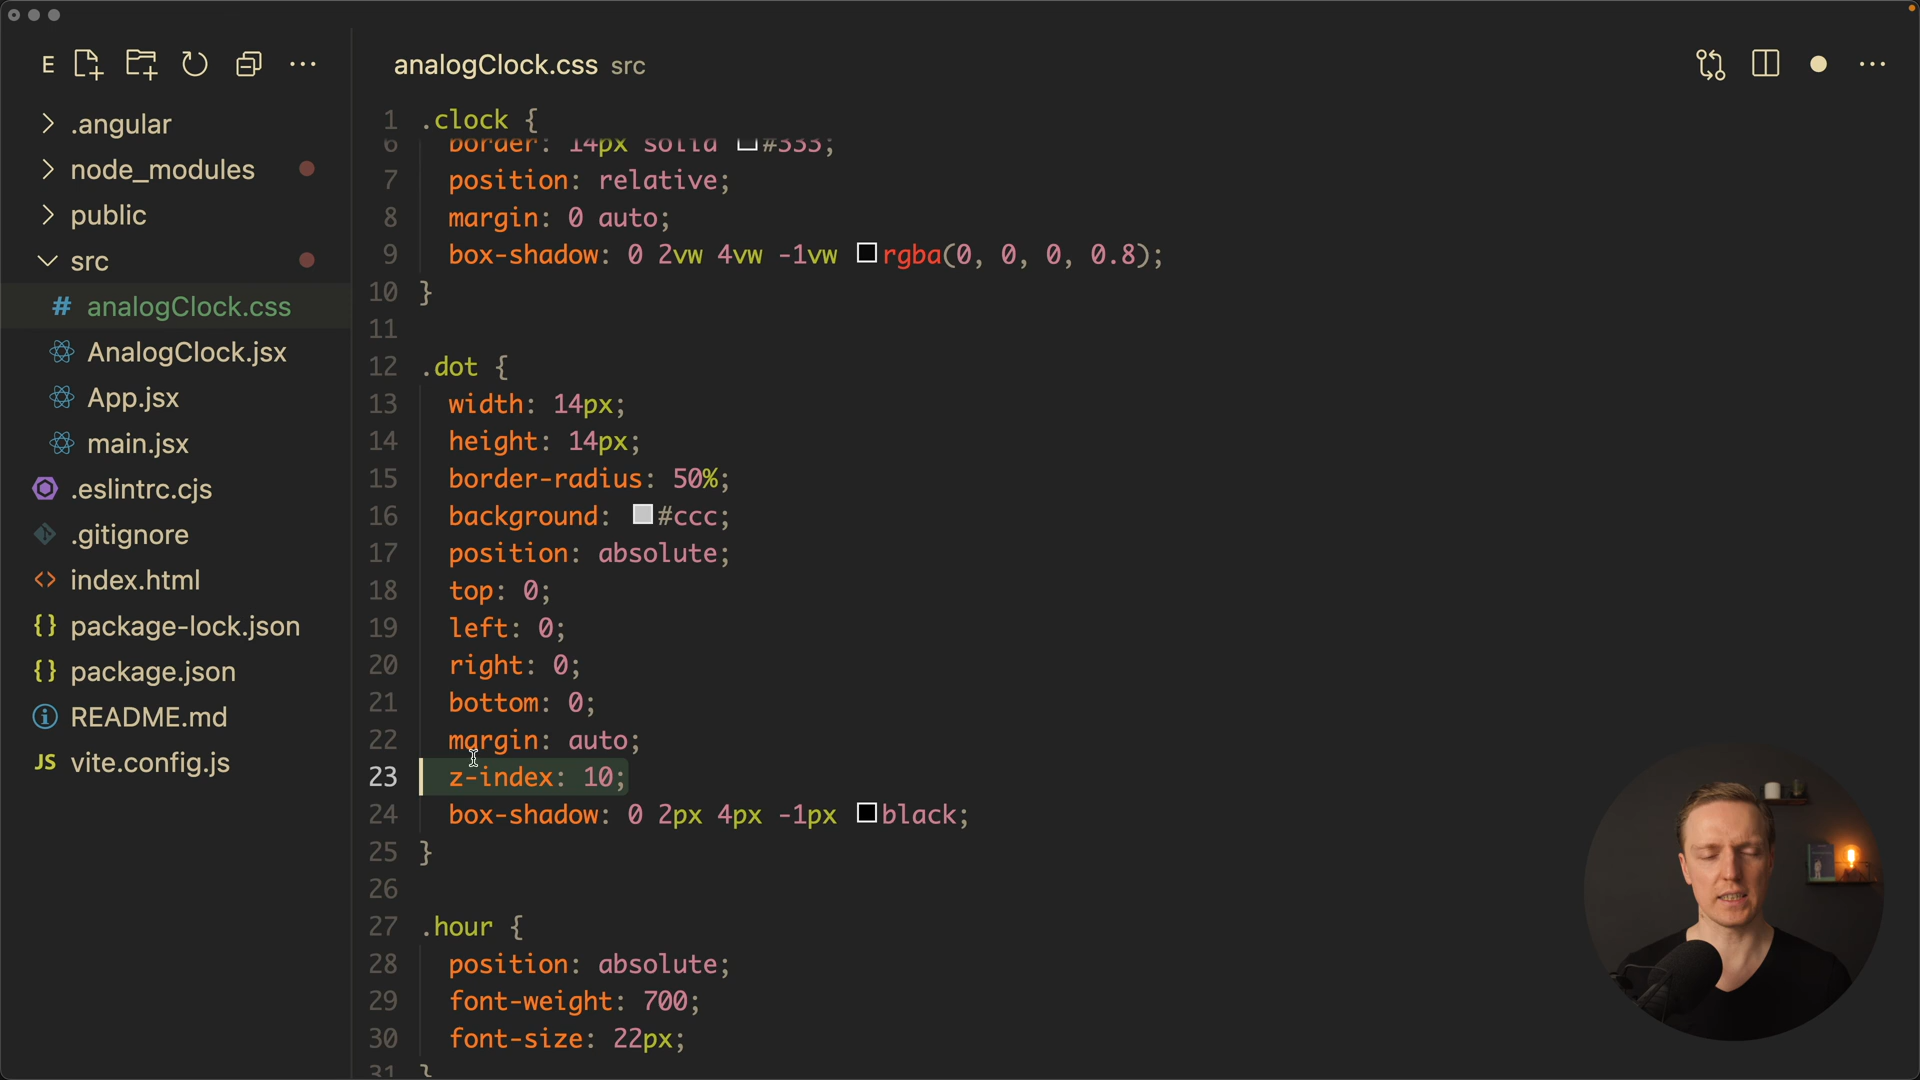 E
analogClock.css src
.angular
node_modules
public
src
# analogClock.css
AnalogClock.jsx
App.jsx
main.jsx
.eslintrc.cjs
.gitignore
<> index.html
{} package-lock.json
{} package.json
README.md
JS vite.config.js
1 .clock {
6 border: 14px solid #333;
7 position: relative;
8 margin: 0 auto;
9 box-shadow: 0 2vw 4vw -1vw rgba(0, 0, 0, 0.8);
10 }
11
12 .dot {
13 width: 14px;
14 height: 14px;
15 border-radius: 50%;
16 background: #ccc;
17 position: absolute;
18 top: 0;
19 left: 0;
20 right: 0;
21 bottom: 0;
22 margin: auto;
23 z-index: 10;
24 box-shadow: 0 2px 4px -1px black;
25 }
26
27 .hour {
28 position: absolute;
29 font-weight: 700;
30 font-size: 22px;
31 }